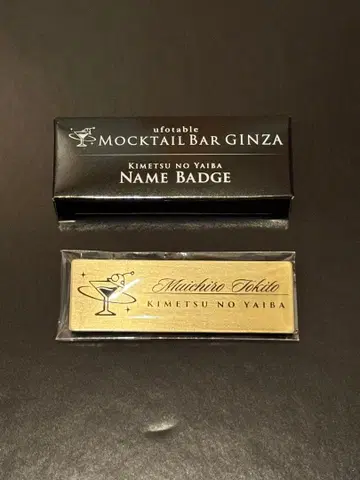 ufotable
MOCKTAIL BAR GINZA
KIMETSU NO YAIBA
NAME BADGE
Muichiro Tokito
KIMETSU NO YAIBA